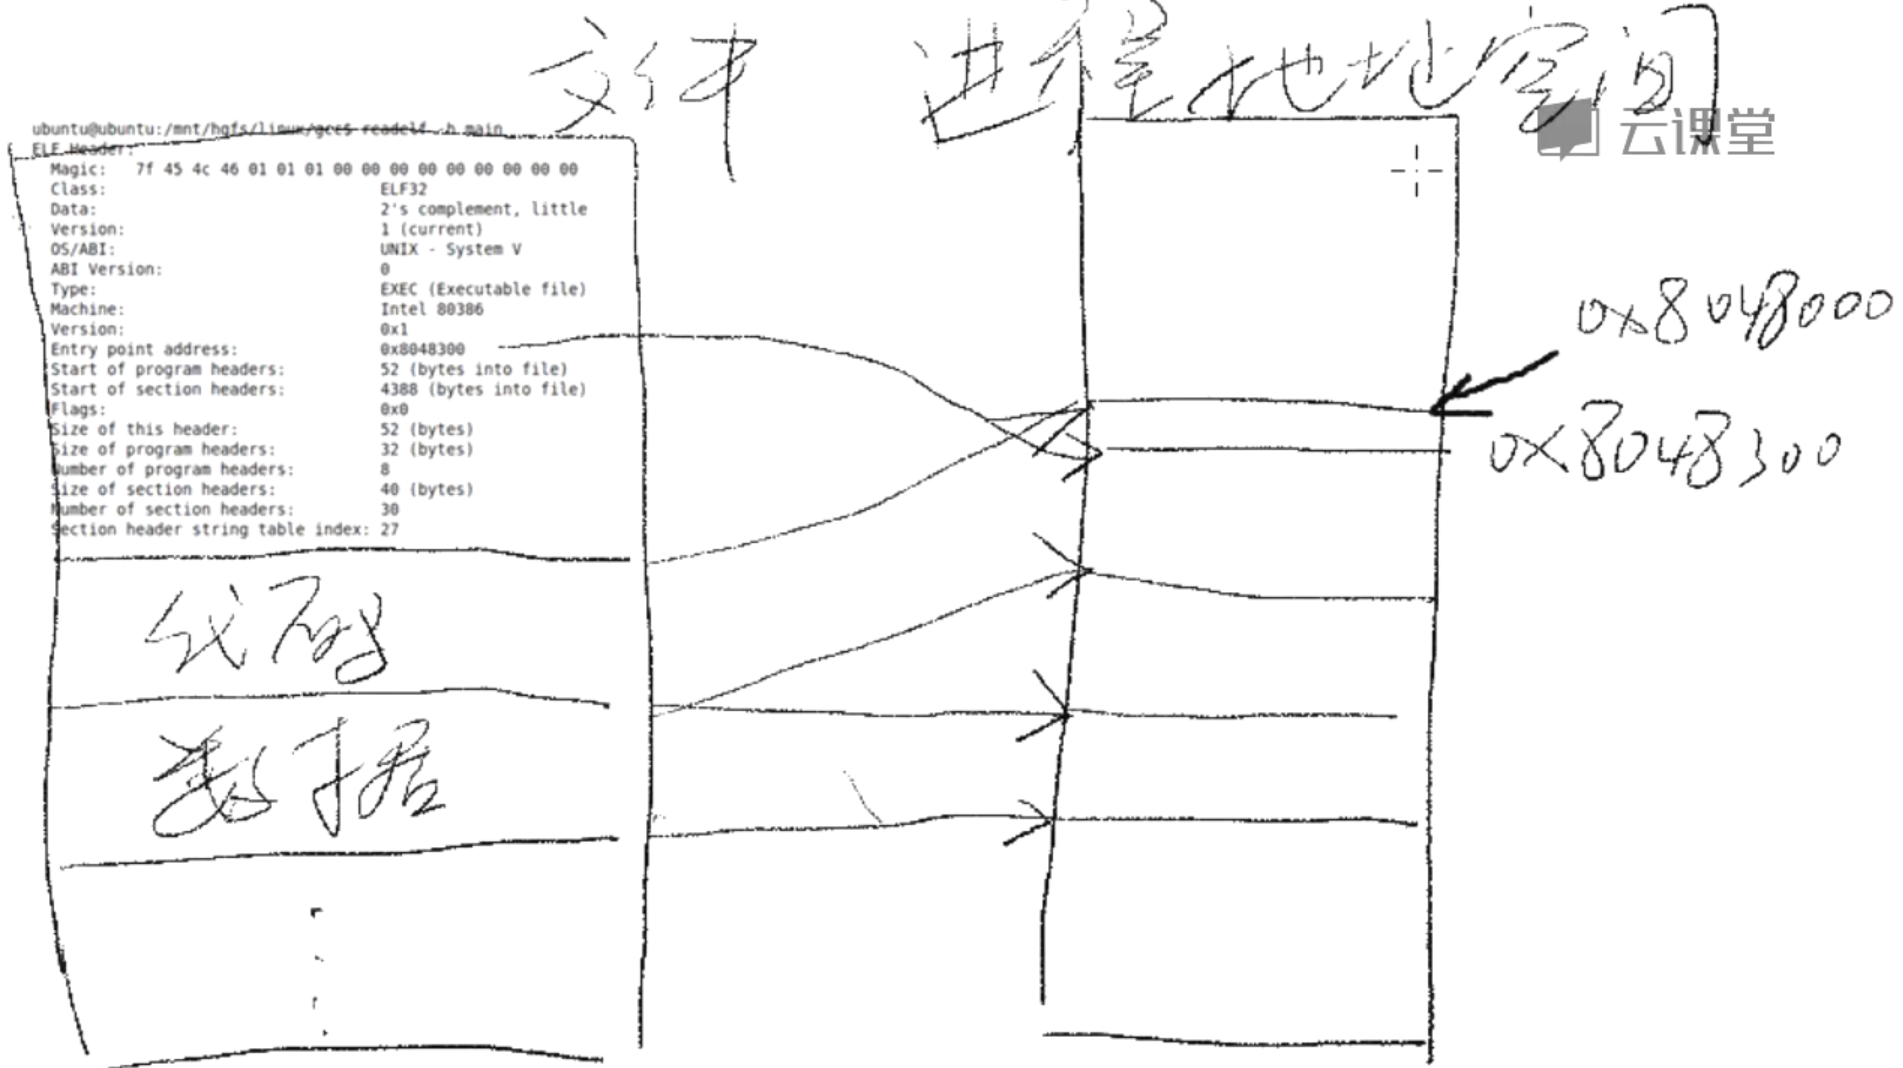 文件 进程地址空间
云课堂
ubuntu@ubuntu:/mnt/hgfs/linux/gcc$ readelf -h main
ELF Header:
Magic: 7f 45 4c 46 01 01 01 00 00 00 00 00 00 00 00 00
Class: ELF32
Data: 2's complement, little
Version: 1 (current)
OS/ABI: UNIX - System V
ABI Version: 0
Type: EXEC (Executable file)
Machine: Intel 80386
Version: 0x1
Entry point address: 0x8048300
Start of program headers: 52 (bytes into file)
Start of section headers: 4388 (bytes into file)
Flags: 0x0
Size of this header: 52 (bytes)
Size of program headers: 32 (bytes)
Number of program headers: 8
Size of section headers: 40 (bytes)
Number of section headers: 30
Section header string table index: 27
0x8048000
0x8048300
代码
数据